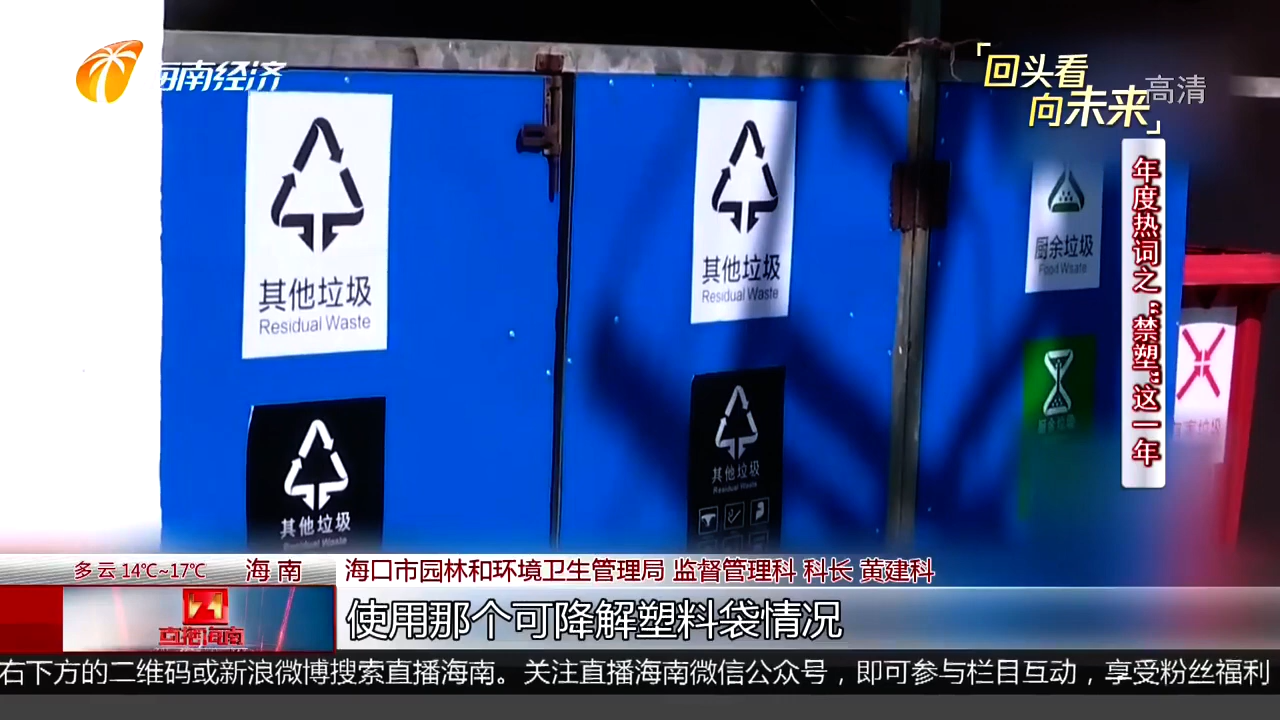 海南经济
回头看
向未来
高清
年度热词之“禁塑”这一年
其他垃圾
Residual Waste
其他垃圾
Residual Waste
厨余垃圾
Food Wsate
其他垃圾
Residual Waste
其他垃圾
Residual Waste
厨余垃圾
多云 14℃~17℃
海南
海口市园林和环境卫生管理局 监督管理科 科长 黄建科
直播海南
使用那个可降解塑料袋情况
右下方的二维码或新浪微博搜索直播海南。关注直播海南微信公众号，即可参与栏目互动，享受粉丝福利